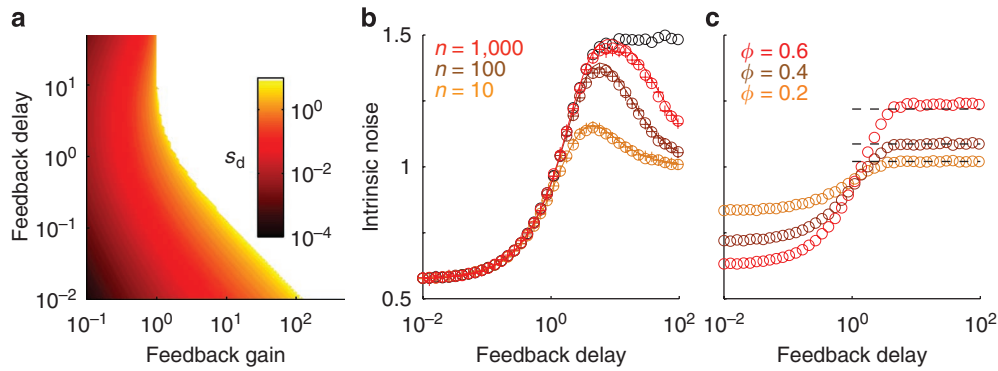 a
Feedback delay
10^1
10^0
10^-1
10^-2
10^-1
10^0
10^1
10^2
Feedback gain
s_d
10^0
10^-2
10^-4
b
Intrinsic noise
1.5
1
0.5
n = 1,000
n = 100
n = 10
10^-2
10^0
10^2
Feedback delay
c
ϕ = 0.6
ϕ = 0.4
ϕ = 0.2
10^-2
10^0
10^2
Feedback delay